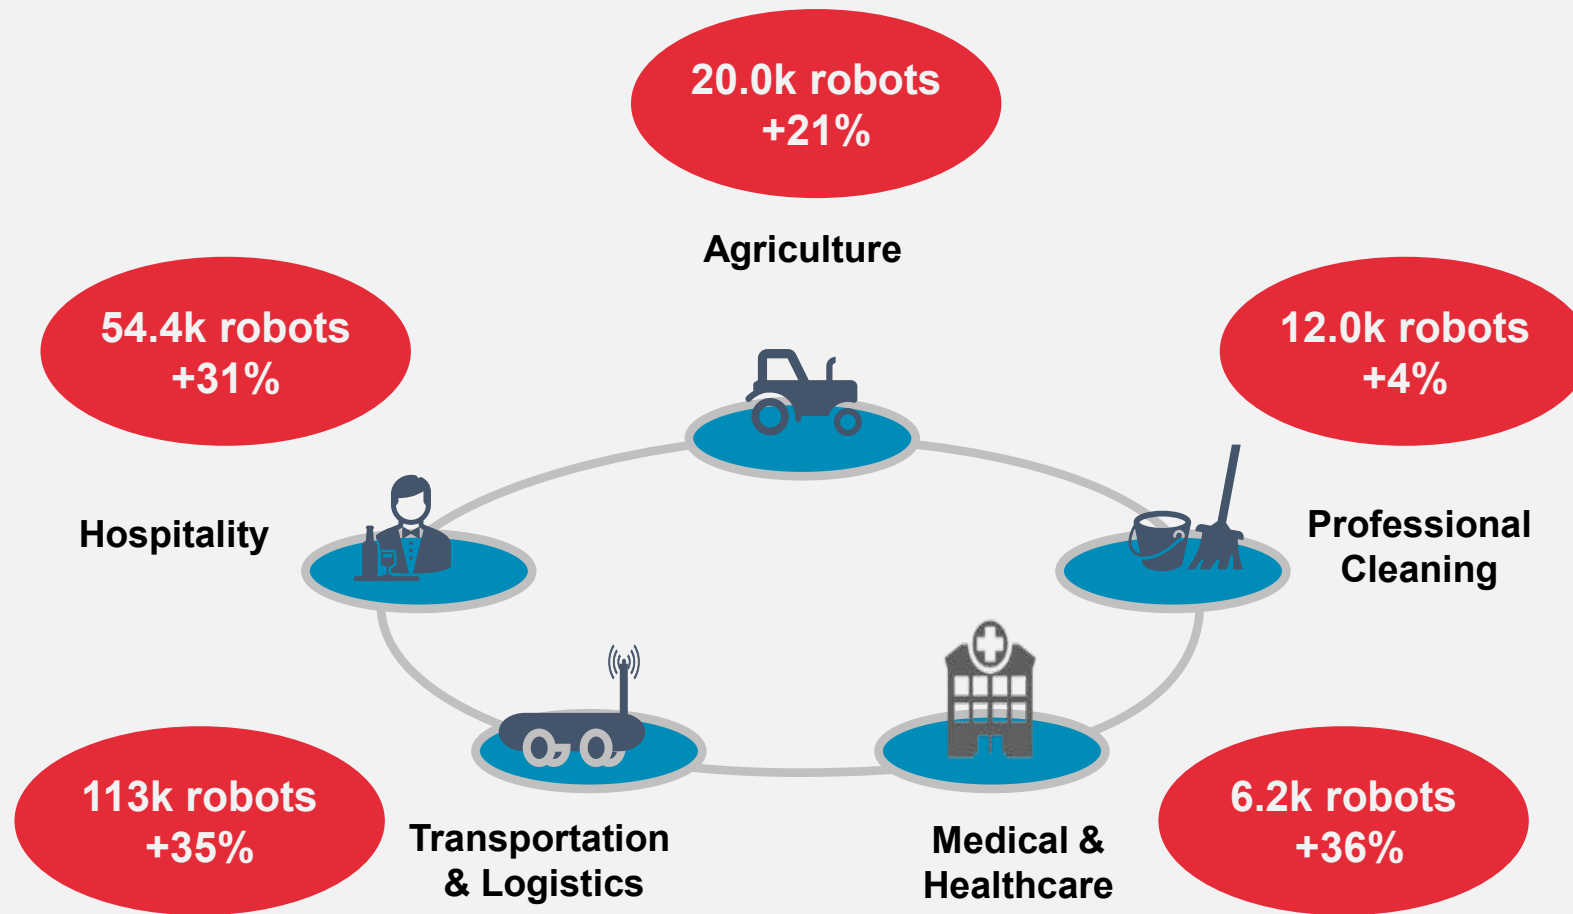 20.0k robots
+21%
Agriculture
54.4k robots
+31%
Hospitality
12.0k robots
+4%
Professional
Cleaning
113k robots
+35%
Transportation
& Logistics
Medical &
Healthcare
6.2k robots
+36%